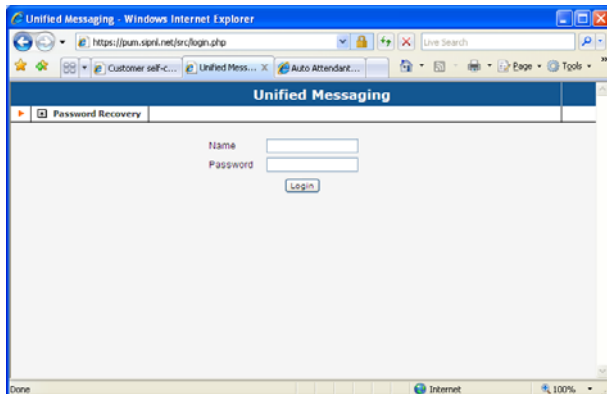 Unified Messaging - Windows Internet Explorer
https://pum.sipnl.net/src/login.php
Live Search
Customer self-c...
Unified Mess...
Auto Attendant...
Page
Tools
Unified Messaging
Password Recovery
Name
Password
Login
Done
Internet
100%